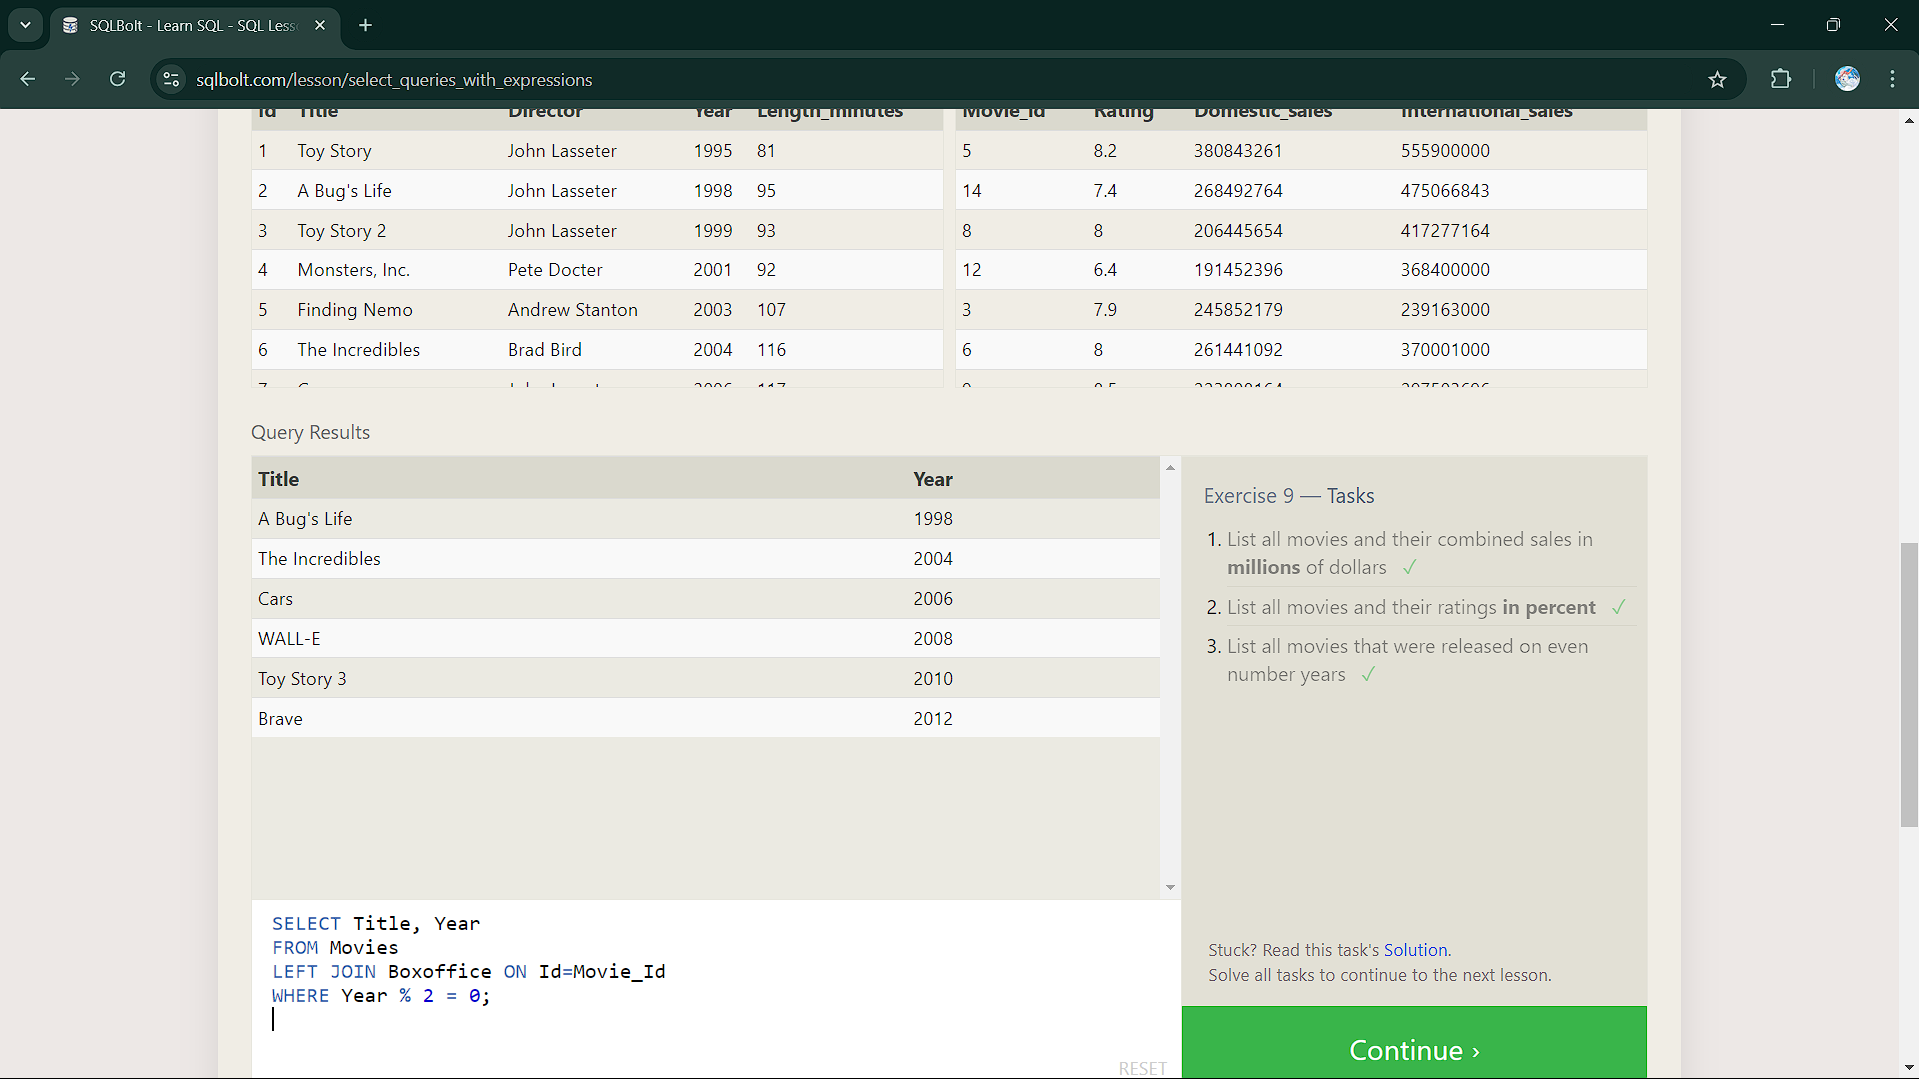 SQLBolt - Learn SQL - SQL Less
sqlbolt.com/lesson/select_queries_with_expressions
Id Title Director Year Length_minutes
1 Toy Story John Lasseter 1995 81
2 A Bug's Life John Lasseter 1998 95
3 Toy Story 2 John Lasseter 1999 93
4 Monsters, Inc. Pete Docter 2001 92
5 Finding Nemo Andrew Stanton 2003 107
6 The Incredibles Brad Bird 2004 116
Movie_id Rating Domestic_sales International_sales
5 8.2 380843261 555900000
14 7.4 268492764 475066843
8 8 206445654 417277164
12 6.4 191452396 368400000
3 7.9 245852179 239163000
6 8 261441092 370001000
Query Results
Title Year
A Bug's Life 1998
The Incredibles 2004
Cars 2006
WALL-E 2008
Toy Story 3 2010
Brave 2012
Exercise 9 — Tasks
1. List all movies and their combined sales in
millions of dollars ✓
2. List all movies and their ratings in percent ✓
3. List all movies that were released on even
number years ✓
SELECT Title, Year
FROM Movies
LEFT JOIN Boxoffice ON Id=Movie_Id
WHERE Year % 2 = 0;
RESET
Stuck? Read this task's Solution.
Solve all tasks to continue to the next lesson.
Continue ›